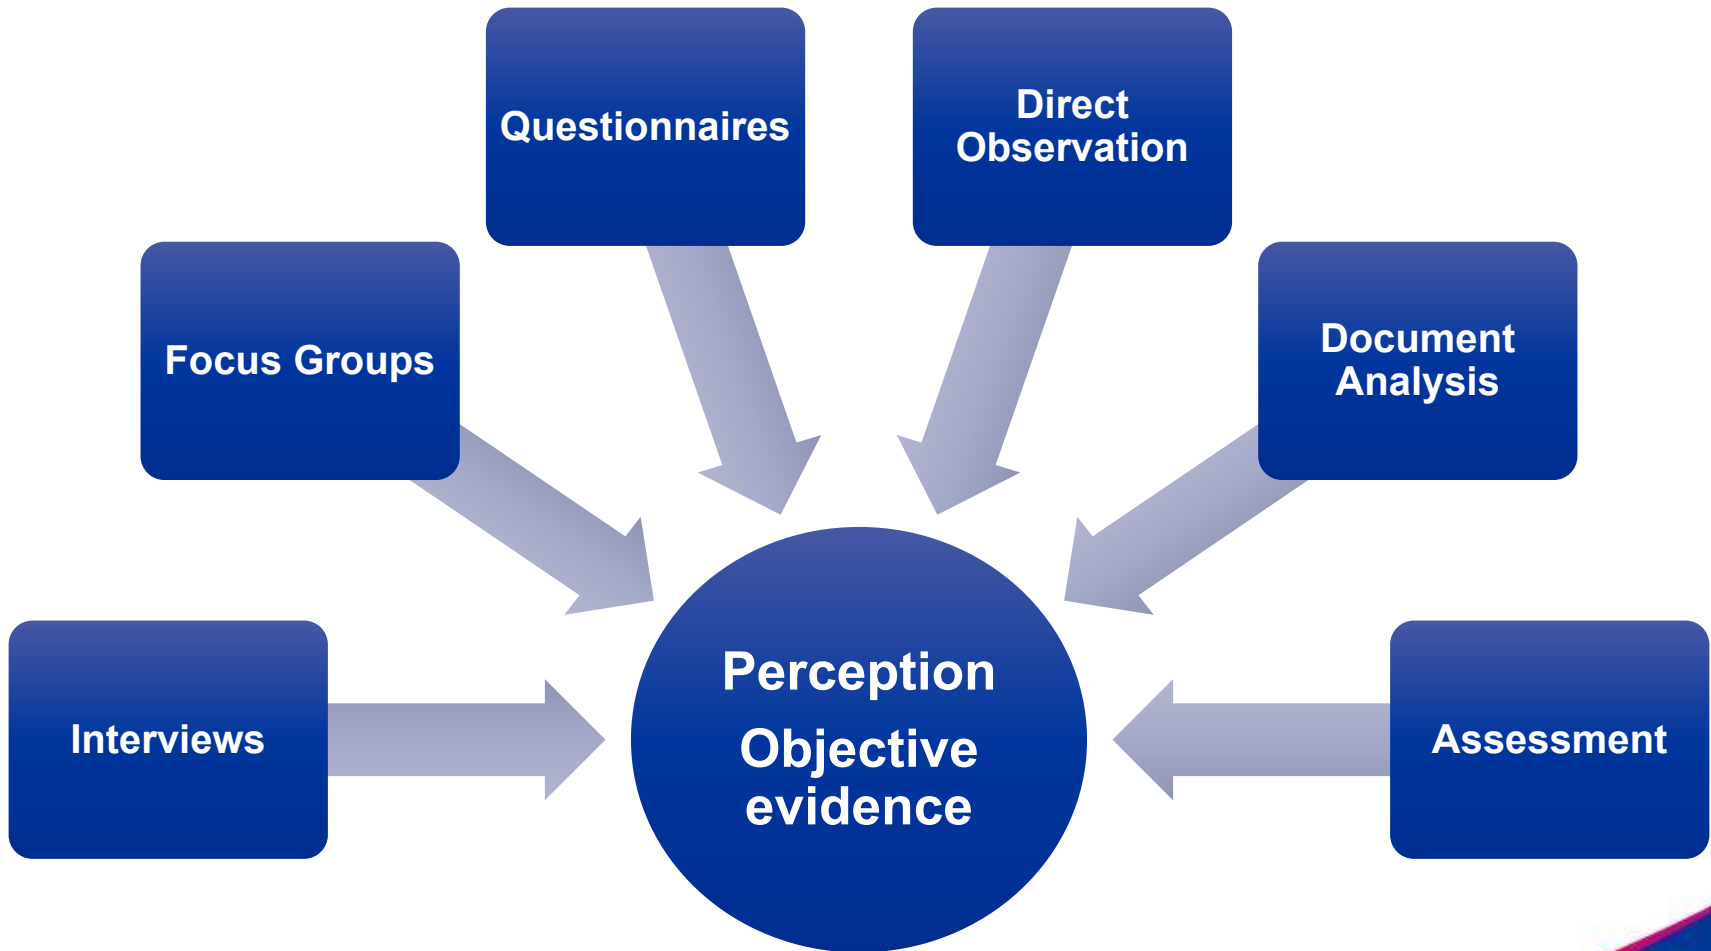 Questionnaires
Direct
Observation
Focus Groups
Document
Analysis
Interviews
Perception
Objective
evidence
Assessment